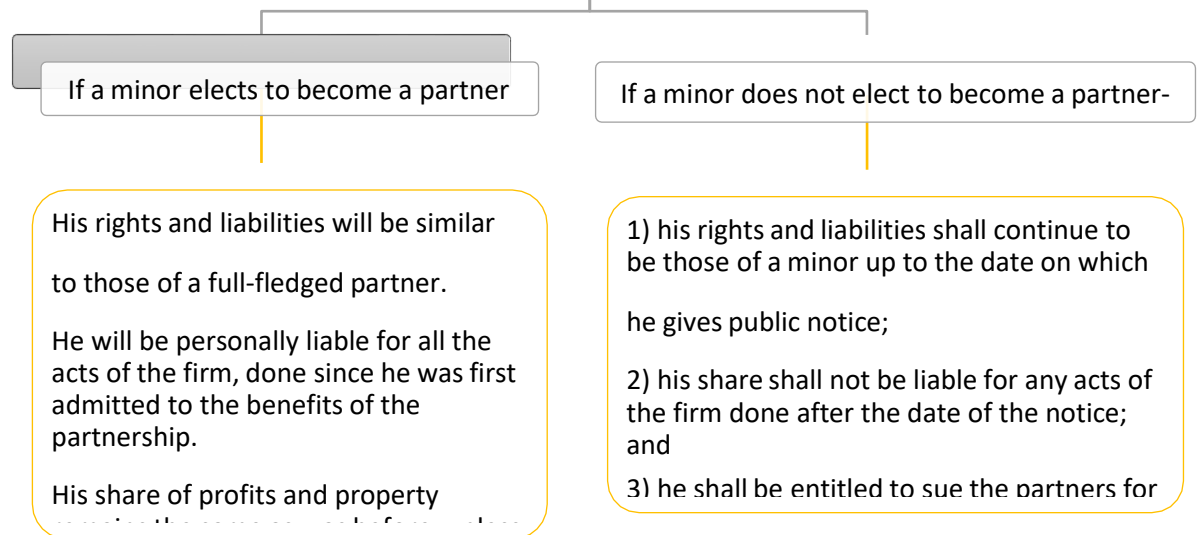 If a minor elects to become a partner
If a minor does not elect to become a partner-
His rights and liabilities will be similar
to those of a full-fledged partner.
He will be personally liable for all the
acts of the firm, done since he was first
admitted to the benefits of the
partnership.
His share of profits and property
1) his rights and liabilities shall continue to
be those of a minor up to the date on which
he gives public notice;
2) his share shall not be liable for any acts of
the firm done after the date of the notice;
and
3) he shall be entitled to sue the partners for